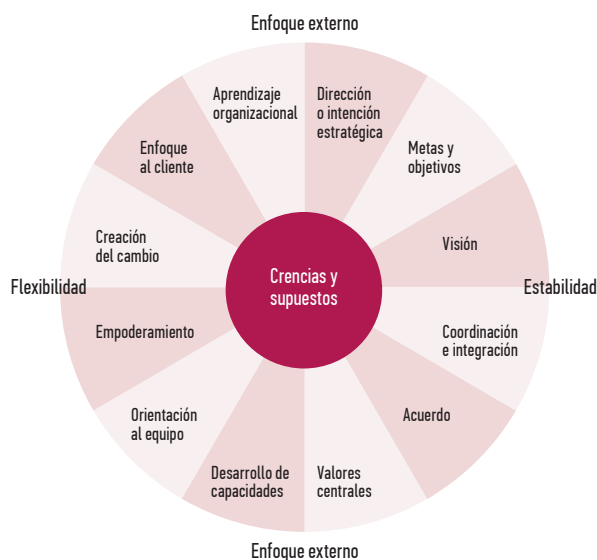 Enfoque externo
Aprendizaje
organizacional
Dirección
o intención
estratégica
Enfoque
al cliente
Metas y
objetivos
Creación
del cambio
Visión
Crencias y
supuestos
Flexibilidad
Estabilidad
Empoderamiento
Coordinación
e integración
Orientación
al equipo
Acuerdo
Desarrollo de
capacidades
Valores
centrales
Enfoque externo